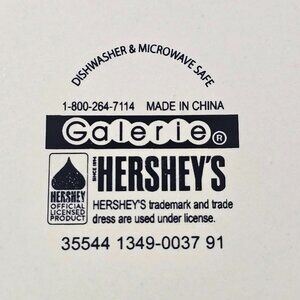 DISHWASHER & MICROWAVE SAFE
1-800-264-7114 MADE IN CHINA
Galerie®
HERSHEY
OFFICIAL
LICENSED
PRODUCT
SINCE 1894
HERSHEY'S
HERSHEY'S trademark and trade
dress are used under license.
35544 1349-0037 91